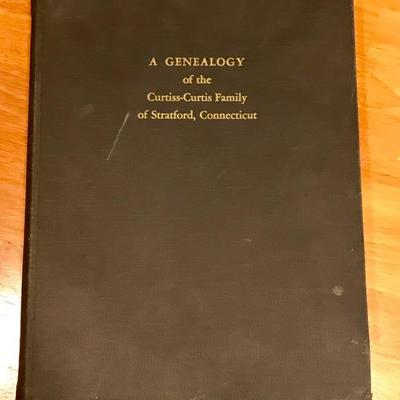 A GENEALOGY
of the
Curtiss-Curtis Family
of Stratford, Connecticut